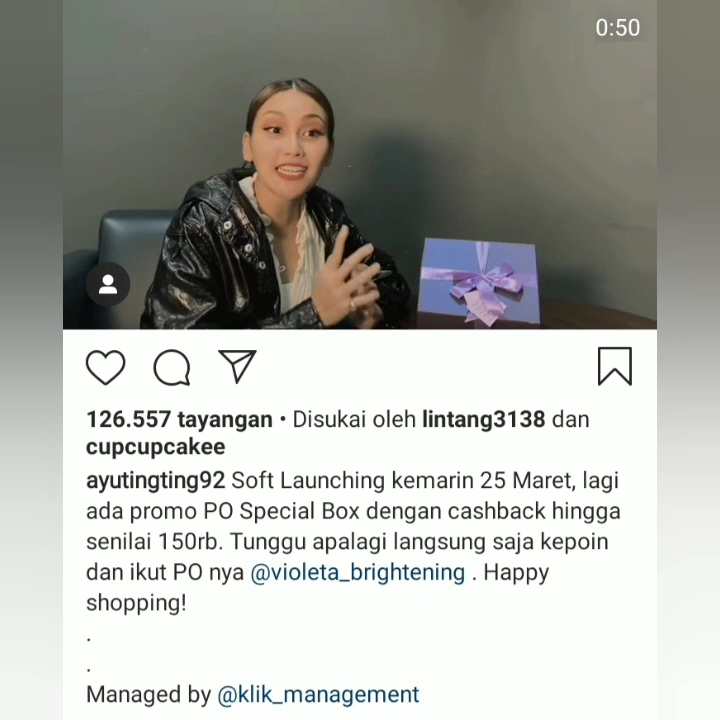 0:50
126.557 tayangan • Disukai oleh lintang3138 dan
cupcupcakee
ayutingting92 Soft Launching kemarin 25 Maret, lagi
ada promo PO Special Box dengan cashback hingga
senilai 150rb. Tunggu apalagi langsung saja kepoin
dan ikut PO nya @violeta_brightening . Happy
shopping!
.
.
Managed by @klik_management